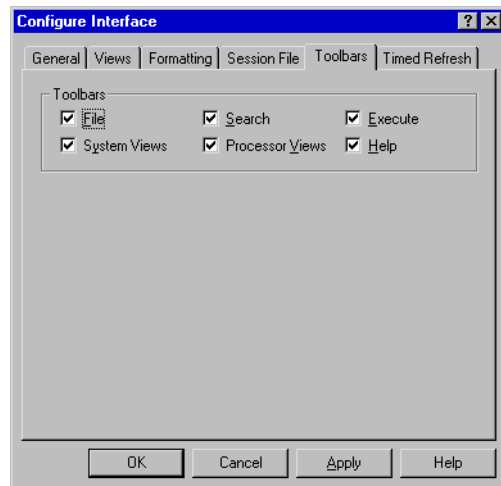 Configure Interface
General Views Formatting Session File Toolbars Timed Refresh
Toolbars
File Search Execute
System Views Processor Views Help
OK Cancel Apply Help